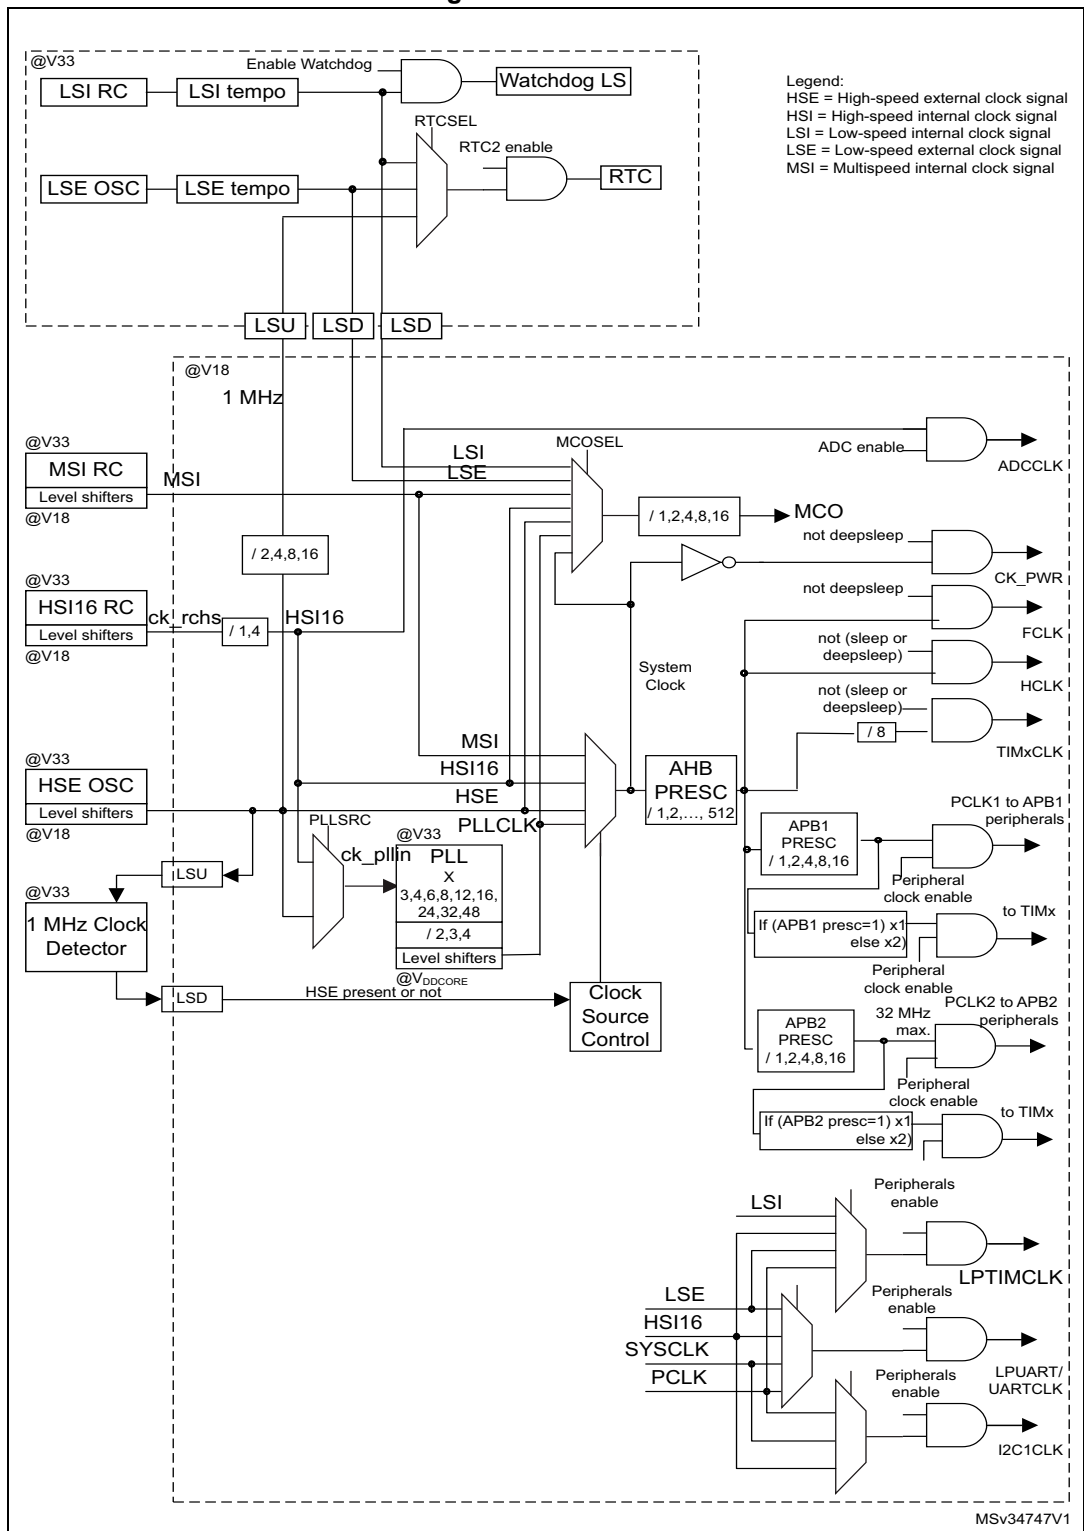 @V33
Enable Watchdog
LSI RC
LSI tempo
Watchdog LS
Legend:
HSE = High-speed external clock signal
HSI = High-speed internal clock signal
LSI = Low-speed internal clock signal
LSE = Low-speed external clock signal
MSI = Multispeed internal clock signal
RTCSEL
RTC2 enable
LSE OSC
LSE tempo
RTC
LSU
LSD
LSD
@V18
1 MHz
@V33
MSI RC
Level shifters
@V18
MSI
LSI
LSE
MCOSEL
ADC enable
ADCCLK
/ 1,2,4,8,16
MCO
/ 2,4,8,16
not deepsleep
CK_PWR
@V33
HSI16 RC
Level shifters
@V18
ck_rchs
/ 1,4
HSI16
not deepsleep
FCLK
System
Clock
not (sleep or
deepsleep)
HCLK
not (sleep or
deepsleep)
/ 8
TIMxCLK
@V33
HSE OSC
Level shifters
@V18
MSI
HSI16
HSE
PLLCLK
AHB
PRESC
/ 1,2,..., 512
PLLSRC
ck_pllin
@V33
PLL
X
3,4,6,8,12,16,
24,32,48
/ 2,3,4
Level shifters
@VDDCORE
APB1
PRESC
/ 1,2,4,8,16
PCLK1 to APB1
peripherals
Peripheral
clock enable
LSU
@V33
1 MHz Clock
Detector
LSD
HSE present or not
Clock
Source
Control
If (APB1 presc=1) x1
else x2)
to TIMx
Peripheral
clock enable
APB2
PRESC
/ 1,2,4,8,16
32 MHz
max.
PCLK2 to APB2
peripherals
Peripheral
clock enable
If (APB2 presc=1) x1
else x2)
to TIMx
LSI
Peripherals
enable
LPTIMCLK
LSE
HSI16
SYSCLK
PCLK
Peripherals
enable
LPUART/
UARTCLK
Peripherals
enable
I2C1CLK
MSv34747V1